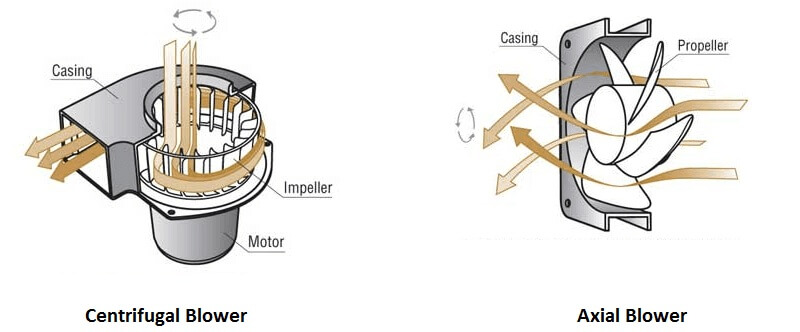 Casing
Impeller
Motor
Centrifugal Blower
Casing
Propeller
Axial Blower